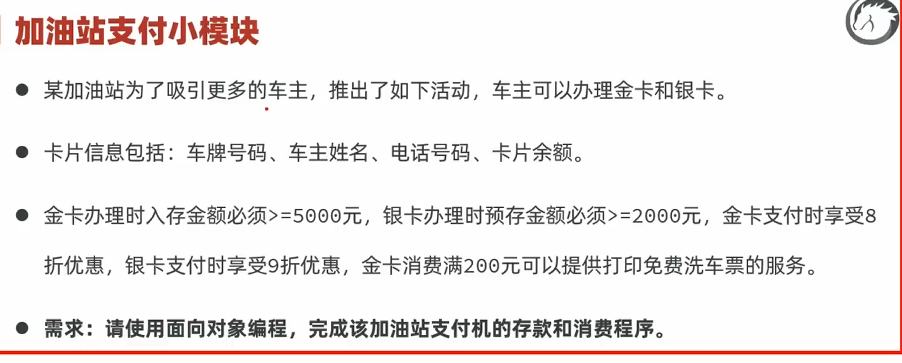 加油站支付小模块
● 某加油站为了吸引更多的车主，推出了如下活动，车主可以办理金卡和银卡。
● 卡片信息包括：车牌号码、车主姓名、电话号码、卡片余额。
● 金卡办理时入存金额必须>=5000元，银卡办理时预存金额必须>=2000元，金卡支付时享受8
折优惠，银卡支付时享受9折优惠，金卡消费满200元可以提供打印免费洗车票的服务。
● 需求：请使用面向对象编程，完成该加油站支付机的存款和消费程序。